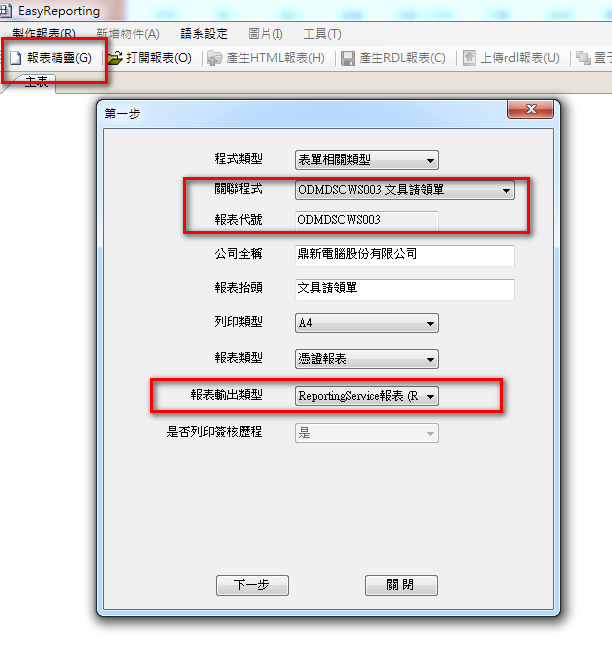 EasyReporting
製作報表(R) 新增物件(A) 語系設定 圖片(I) 工具(T)
報表精靈(G) 打開報表(O) 產生HTML報表(H) 產生RDL報表(C) 上傳rdl報表(U) 置于
主表
第一步
程式類型 表單相關類型
關聯程式 ODMDSCWS003 文具請領單
報表代號 ODMDSCWS003
公司全稱 鼎新電腦股份有限公司
報表抬頭 文具請領單
列印類型 A4
報表類型 憑證報表
報表輸出類型 ReportingService報表 (R
是否列印簽核歷程 是
下一步 關 閉